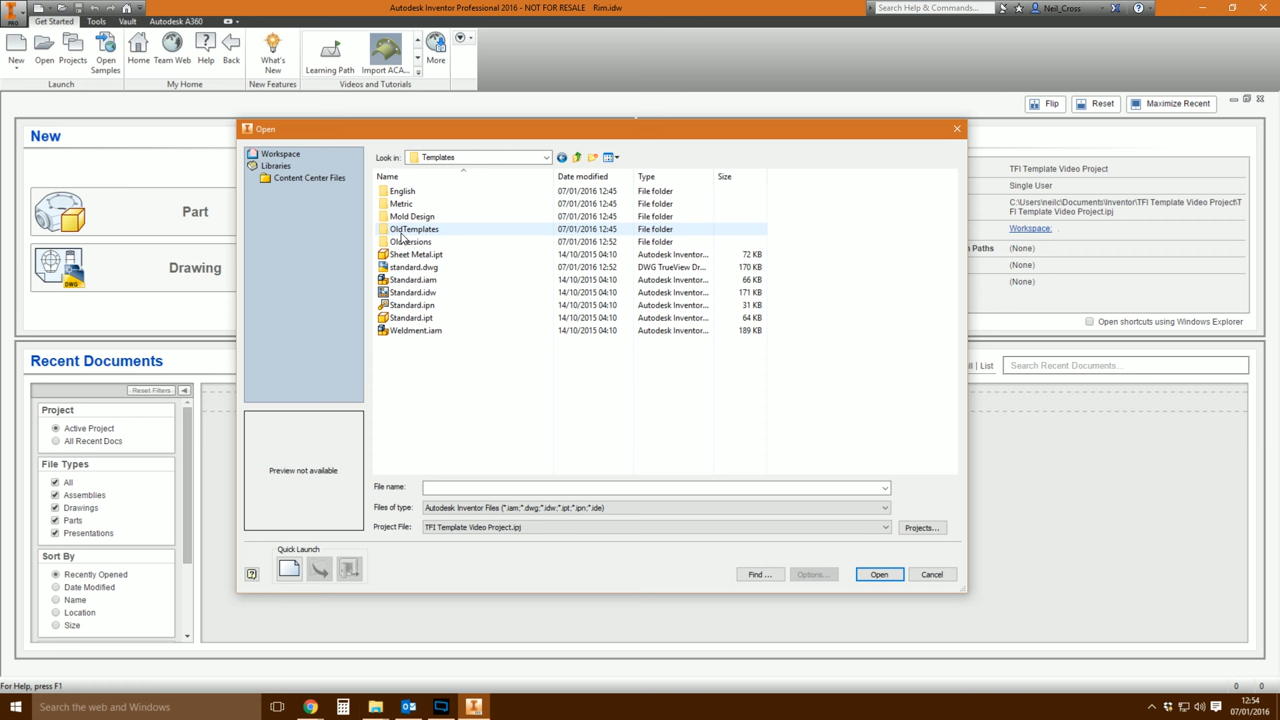 Autodesk Inventor Professional 2016 - NOT FOR RESALE Rim.idw
Search Help & Commands...
Neil_Cross
PRO
Get Started Tools Vault Autodesk A360
New Open Projects Open Samples
Home Team Web Help Back
What's New
Learning Path Import ACA... More
Launch My Home New Features Videos and Tutorials
Flip Reset Maximize Recent
New
Part
Drawing
DWG
Open
Workspace
Libraries
Content Center Files
Look in: Templates
Name Date modified Type Size
English 07/01/2016 12:45 File folder
Metric 07/01/2016 12:45 File folder
Mold Design 07/01/2016 12:45 File folder
OldTemplates 07/01/2016 12:45 File folder
OldVersions 07/01/2016 12:52 File folder
Sheet Metal.ipt 14/10/2015 04:10 Autodesk Inventor... 72 KB
standard.dwg 07/01/2016 12:52 DWG TrueView Dr... 170 KB
Standard.iam 14/10/2015 04:10 Autodesk Inventor... 66 KB
Standard.idw 14/10/2015 04:10 Autodesk Inventor... 171 KB
Standard.ipn 14/10/2015 04:10 Autodesk Inventor... 31 KB
Standard.ipt 14/10/2015 04:10 Autodesk Inventor... 64 KB
Weldment.iam 14/10/2015 04:10 Autodesk Inventor... 189 KB
Preview not available
File name:
Files of type: Autodesk Inventor Files (*.iam;*.dwg;*.idw;*.ipt;*.ipn;*.ide)
Project File: TFI Template Video Project.ipj Projects...
Quick Launch
Find ... Options... Open Cancel
TFI Template Video Project
Single User
C:\Users\neilc\Documents\Inventor\TFI Template Video Project\T
FI Template Video Project.ipj
Workspace: .
n Paths (None)
(None)
(None)
Open shortcuts using Windows Explorer
Recent Documents
il | List Search Recent Documents...
Reset Filters
Project
Active Project
All Recent Docs
File Types
All
Assemblies
Drawings
Parts
Presentations
Sort By
Recently Opened
Date Modified
Name
Location
Size
For Help, press F1 0 0
Search the web and Windows
12:54
07/01/2016